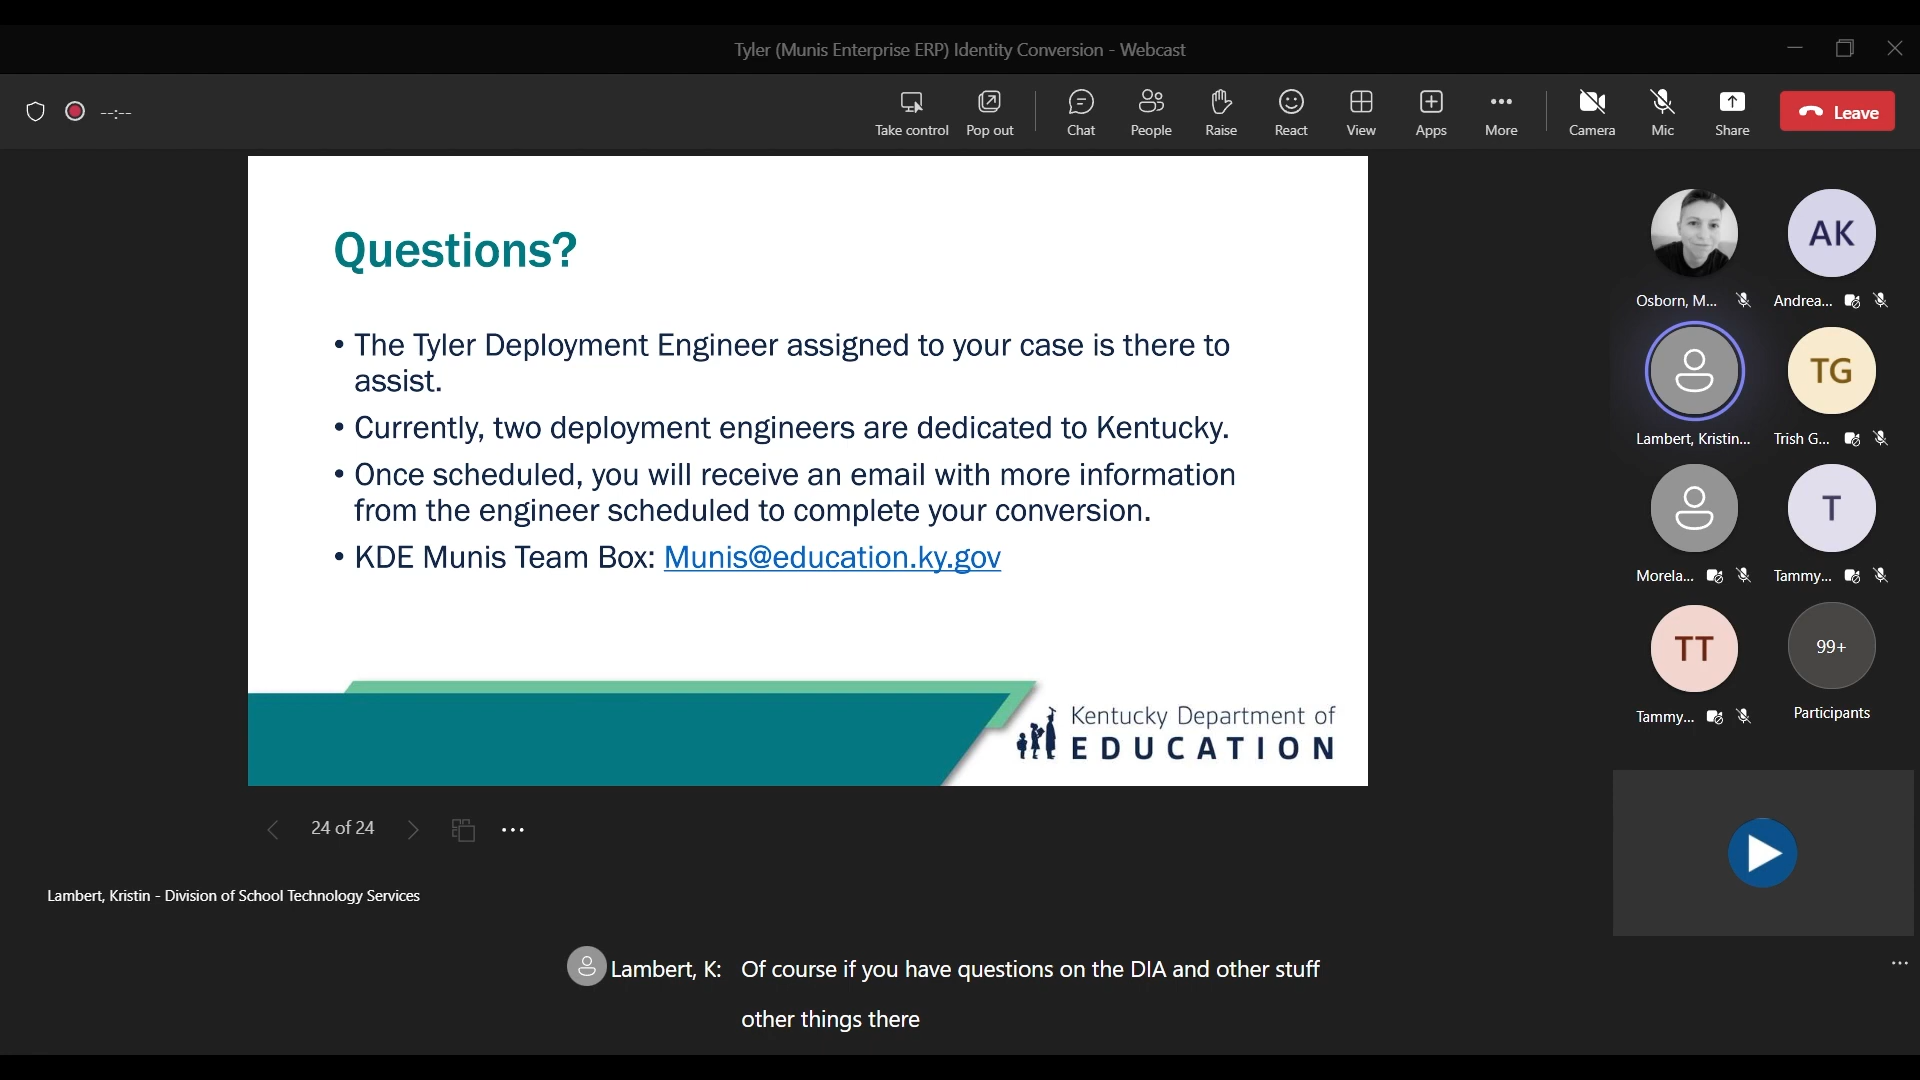 Tyler (Munis Enterprise ERP) Identity Conversion - Webcast
--:--
Take control
Pop out
Chat
People
Raise
React
View
Apps
More
Camera
Mic
Share
Leave
Questions?
• The Tyler Deployment Engineer assigned to your case is there to
assist.
• Currently, two deployment engineers are dedicated to Kentucky.
• Once scheduled, you will receive an email with more information
from the engineer scheduled to complete your conversion.
• KDE Munis Team Box: Munis@education.ky.gov
Kentucky Department of
EDUCATION
AK
Osborn, M...
Andrea...
TG
Lambert, Kristin...
Trish G...
T
Morela...
Tammy...
TT
99+
Tammy...
Participants
24 of 24
Lambert, Kristin - Division of School Technology Services
Lambert, K: Of course if you have questions on the DIA and other stuff
other things there